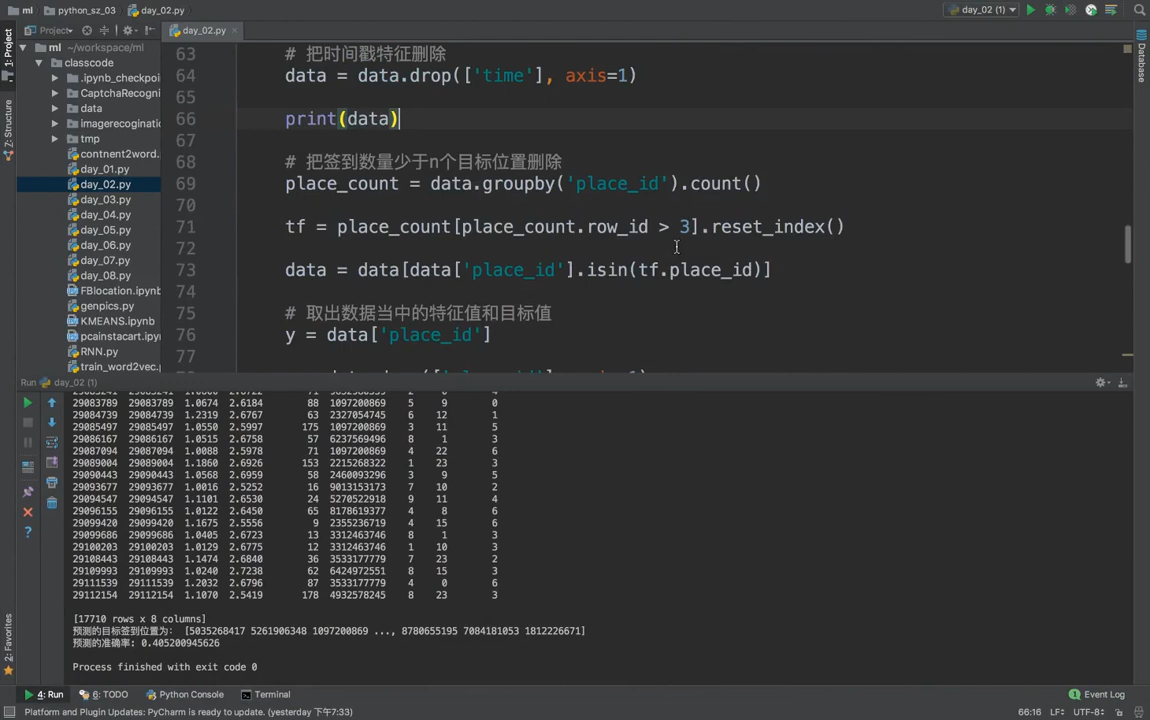 ml python_sz_03 day_02.py day_02 (1)
Project
day_02.py ×
ml ~/workspace/ml
classcode
.ipynb_checkpoi
CaptchaRecogni
data
imagerecogination
tmp
contnent2word.
day_01.py
day_02.py
day_03.py
day_04.py
day_05.py
day_06.py
day_07.py
day_08.py
FBlocation.ipynb
genpics.py
KMEANS.ipynb
pcainstacart.ipyn
RNN.py
train_word2vec.
1: Project
7: Structure
2: Favorites
Database
63 # 把时间戳特征删除
64 data = data.drop(['time'], axis=1)
65
66 print(data)
67
68 # 把签到数量少于n个目标位置删除
69 place_count = data.groupby('place_id').count()
70
71 tf = place_count[place_count.row_id > 3].reset_index()
72
73 data = data[data['place_id'].isin(tf.place_id)]
74
75 # 取出数据当中的特征值和目标值
76 y = data['place_id']
77
Run day_02 (1)
29083789 29083789 1.0674 2.6184 88 1097200869 5 9 0
29084739 29084739 1.2319 2.6767 63 2327054745 6 12 1
29085497 29085497 1.0550 2.5997 175 1097200869 3 11 5
29086167 29086167 1.0515 2.6758 57 6237569496 8 1 3
29087094 29087094 1.0088 2.5978 71 1097200869 4 22 6
29089004 29089004 1.1860 2.6926 153 2215268322 1 23 3
29090443 29090443 1.0568 2.6959 58 2460093296 3 9 5
29093677 29093677 1.0016 2.5252 16 9013153173 7 10 2
29094547 29094547 1.1101 2.6530 24 5270522918 9 11 4
29096155 29096155 1.0122 2.6450 65 8178619377 4 8 6
29099420 29099420 1.1675 2.5556 9 2355236719 4 15 6
29099686 29099686 1.0405 2.6723 13 3312463746 8 1 3
29100203 29100203 1.0129 2.6775 12 3312463746 1 10 3
29108443 29108443 1.1474 2.6840 36 3533177779 7 23 2
29109993 29109993 1.0240 2.7238 62 6424972551 8 15 3
29111539 29111539 1.2032 2.6796 87 3533177779 4 0 6
29112154 29112154 1.1070 2.5419 178 4932578245 8 23 3
[17710 rows x 8 columns]
预测的目标签到位置为： [5035268417 5261906348 1097200869 ..., 8780655195 7084181053 1812226671]
预测的准确率: 0.405200945626
Process finished with exit code 0
4: Run 6: TODO Python Console Terminal 1 Event Log
Platform and Plugin Updates: PyCharm is ready to update. (yesterday 下午7:33) 66:16 LF÷ UTF-8÷